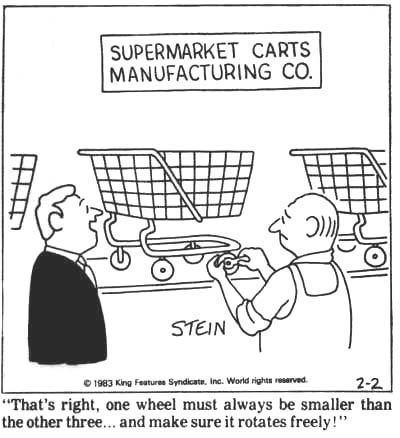 SUPERMARKET CARTS
MANUFACTURING CO.
STEIN
© 1983 King Features Syndicate, Inc. World rights reserved.
2-2
"That's right, one wheel must always be smaller than
the other three... and make sure it rotates freely!"